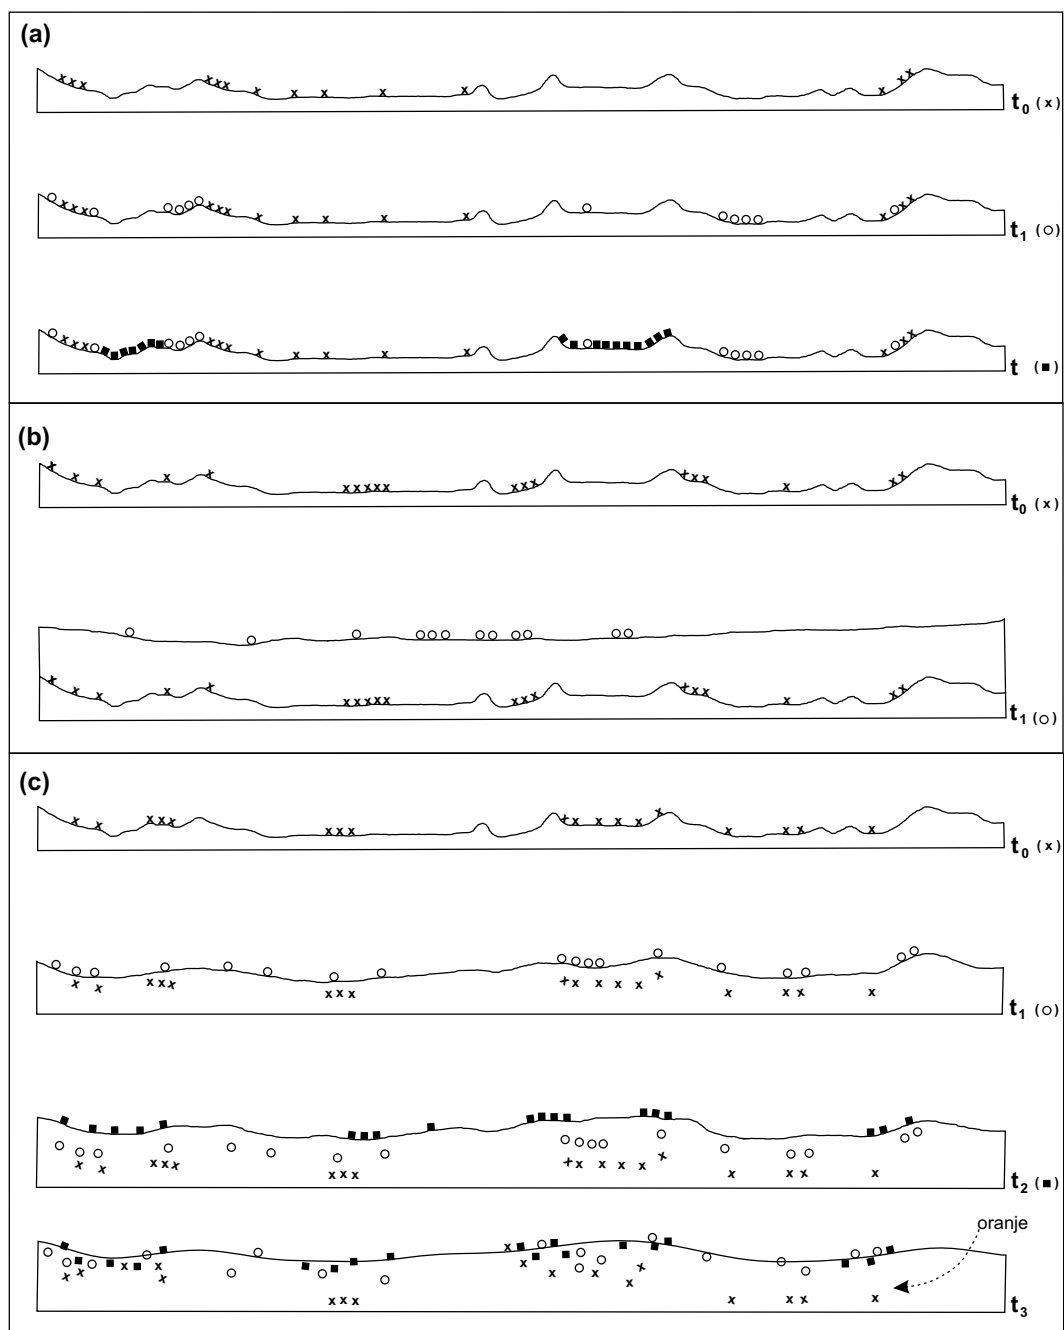 (a)
t0 (x)
t1 (○)
t (■)
(b)
t0 (x)
t1 (○)
(c)
t0 (x)
t1 (○)
t2 (■)
oranje
t3